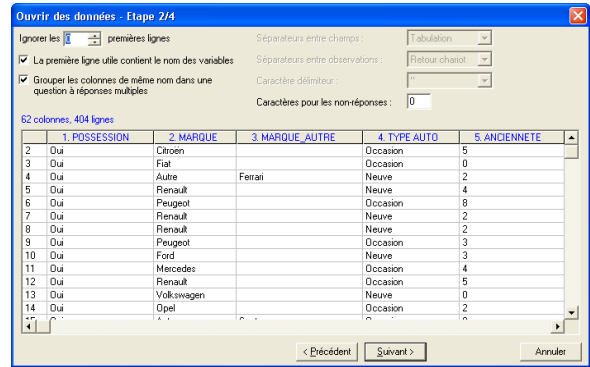 Ouvrir des données - Etape 2/4
Ignorer les 0 premières lignes
Séparateurs entre champs : Tabulation
La première ligne utile contient le nom des variables
Séparateurs entre observations : Retour chariot
Grouper les colonnes de même nom dans une question à réponses multiples
Caractère délimiteur : "
Caractères pour les non-réponses : 0
62 colonnes, 404 lignes
1. POSSESSION 2. MARQUE 3. MARQUE_AUTRE 4. TYPE AUTO 5. ANCIENNETE
2 Oui Citroën Occasion 5
3 Oui Fiat Occasion 0
4 Oui Autre Ferrari Neuve 2
5 Oui Renault Neuve 4
6 Oui Peugeot Occasion 8
7 Oui Renault Neuve 2
8 Oui Renault Neuve 2
9 Oui Peugeot Occasion 3
10 Oui Ford Neuve 3
11 Oui Mercedes Occasion 4
12 Oui Renault Occasion 5
13 Oui Volkswagen Neuve 0
14 Oui Opel Occasion 2
< Précédent Suivant > Annuler